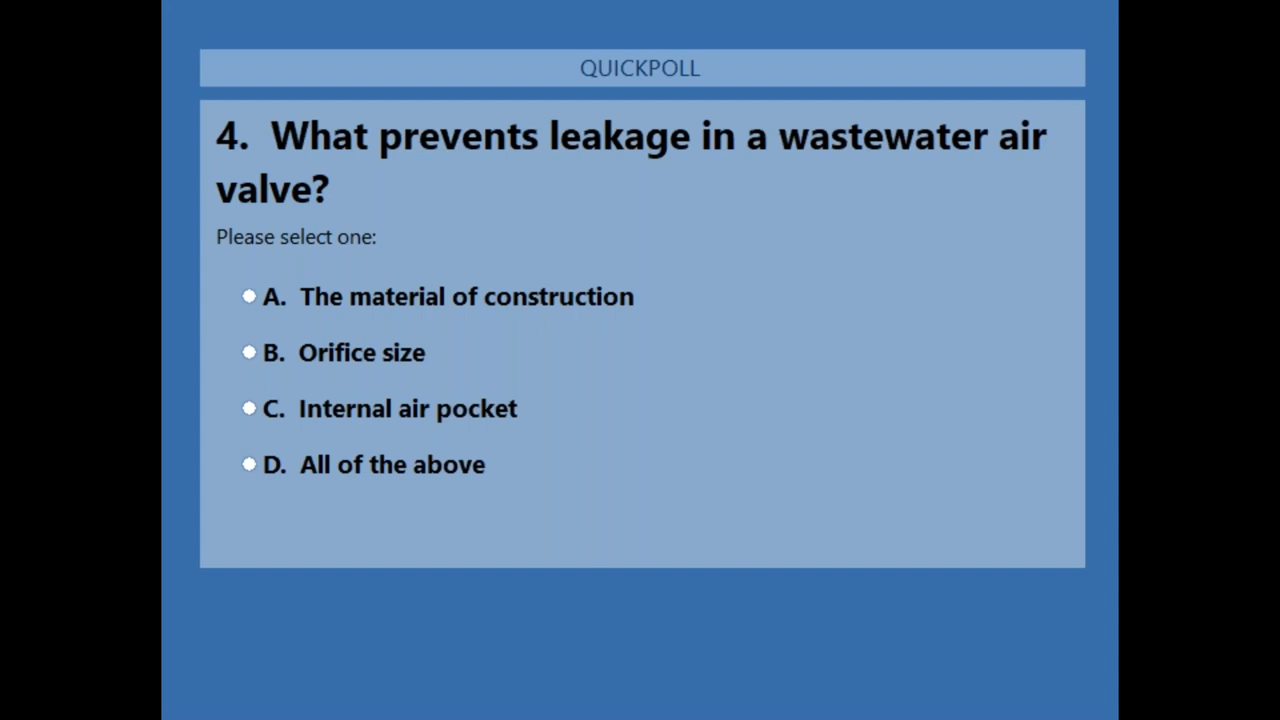 QUICKPOLL
4. What prevents leakage in a wastewater air
valve?
Please select one:
A. The material of construction
B. Orifice size
C. Internal air pocket
D. All of the above